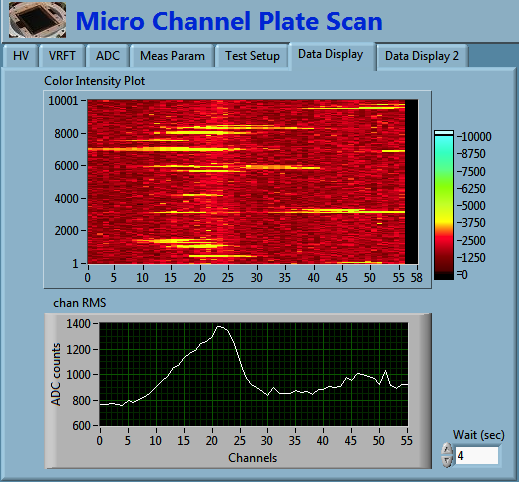 Micro Channel Plate Scan
HV VRFT ADC Meas Param Test Setup Data Display Data Display 2
Color Intensity Plot
10001
8000
6000
4000
2000
1
0 5 10 15 20 25 30 35 40 45 50 55 58
10000
8750
7500
6250
5000
3750
2500
1250
0
chan RMS
1400
1200
1000
800
600
ADC counts
0 5 10 15 20 25 30 35 40 45 50 55
Channels
Wait (sec)
4